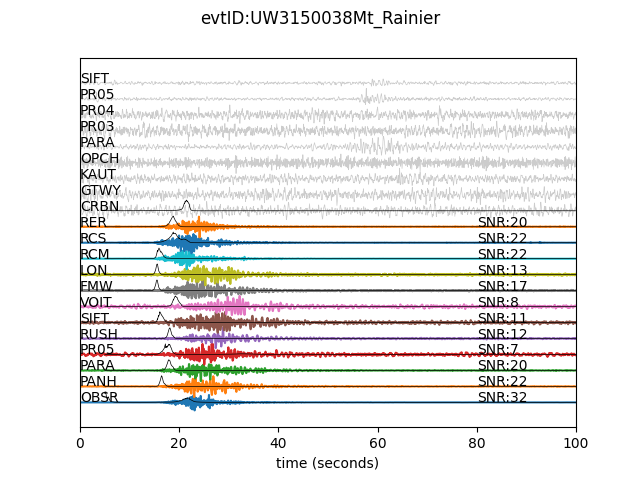 evtID:UW3150038Mt_Rainier
SIFT
PR05
PR04
PR03
PARA
OPCH
KAUT
GTWY
CRBN
RER SNR:20
RCS SNR:22
RCM SNR:22
LON SNR:13
FMW SNR:17
VOIT SNR:8
SIFT SNR:11
RUSH SNR:12
PR05 SNR:7
PARA SNR:20
PANH SNR:22
OBSR SNR:32
0 20 40 60 80 100
time (seconds)